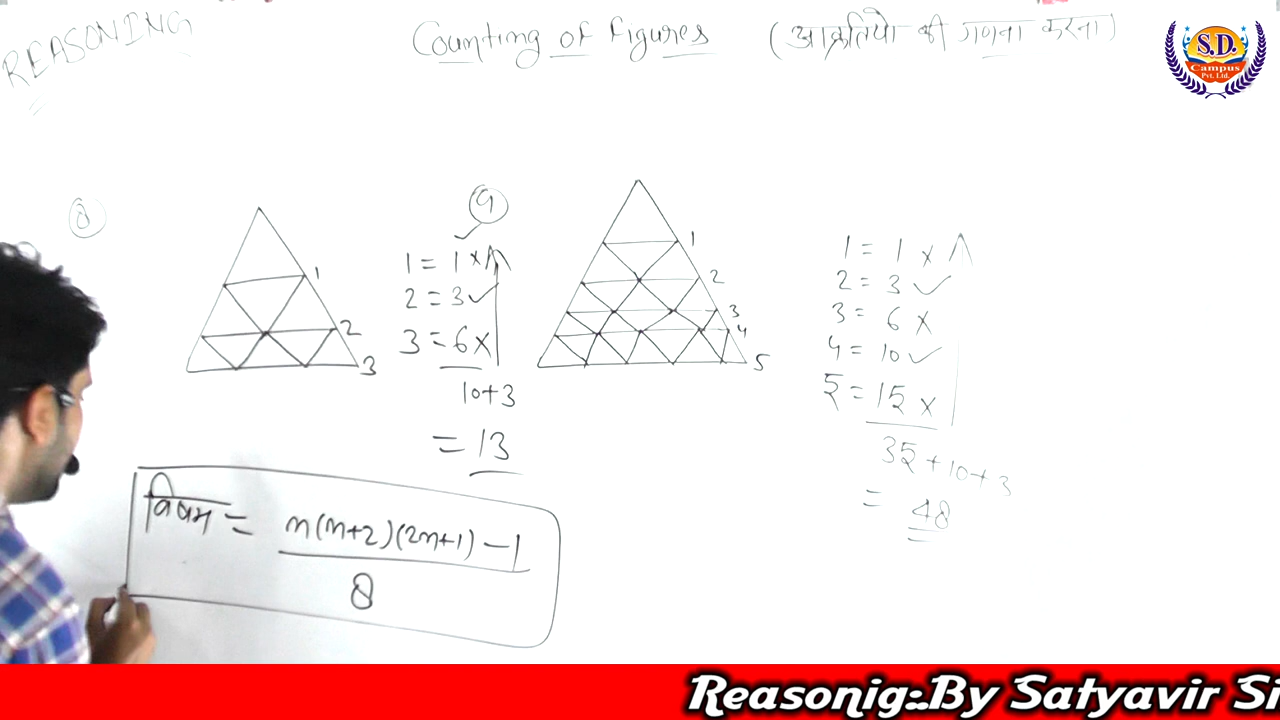 REASONING
Counting of Figures (आक्रतियो की गणना करना)
S.D.
Campus
Pvt. Ltd.
8
1
2
3
1 = 1 ×
2 = 3 ✓
3 = 6 ×
10+3
= 13
9
1
2
3
4
5
1 = 1 ×
2 = 3 ✓
3 = 6 ×
4 = 10 ✓
5 = 15 ×
35 + 10 + 3
= 48
विषम = n(n+2)(2n+1) - 1
8
Reasonig:.By Satyavir Si